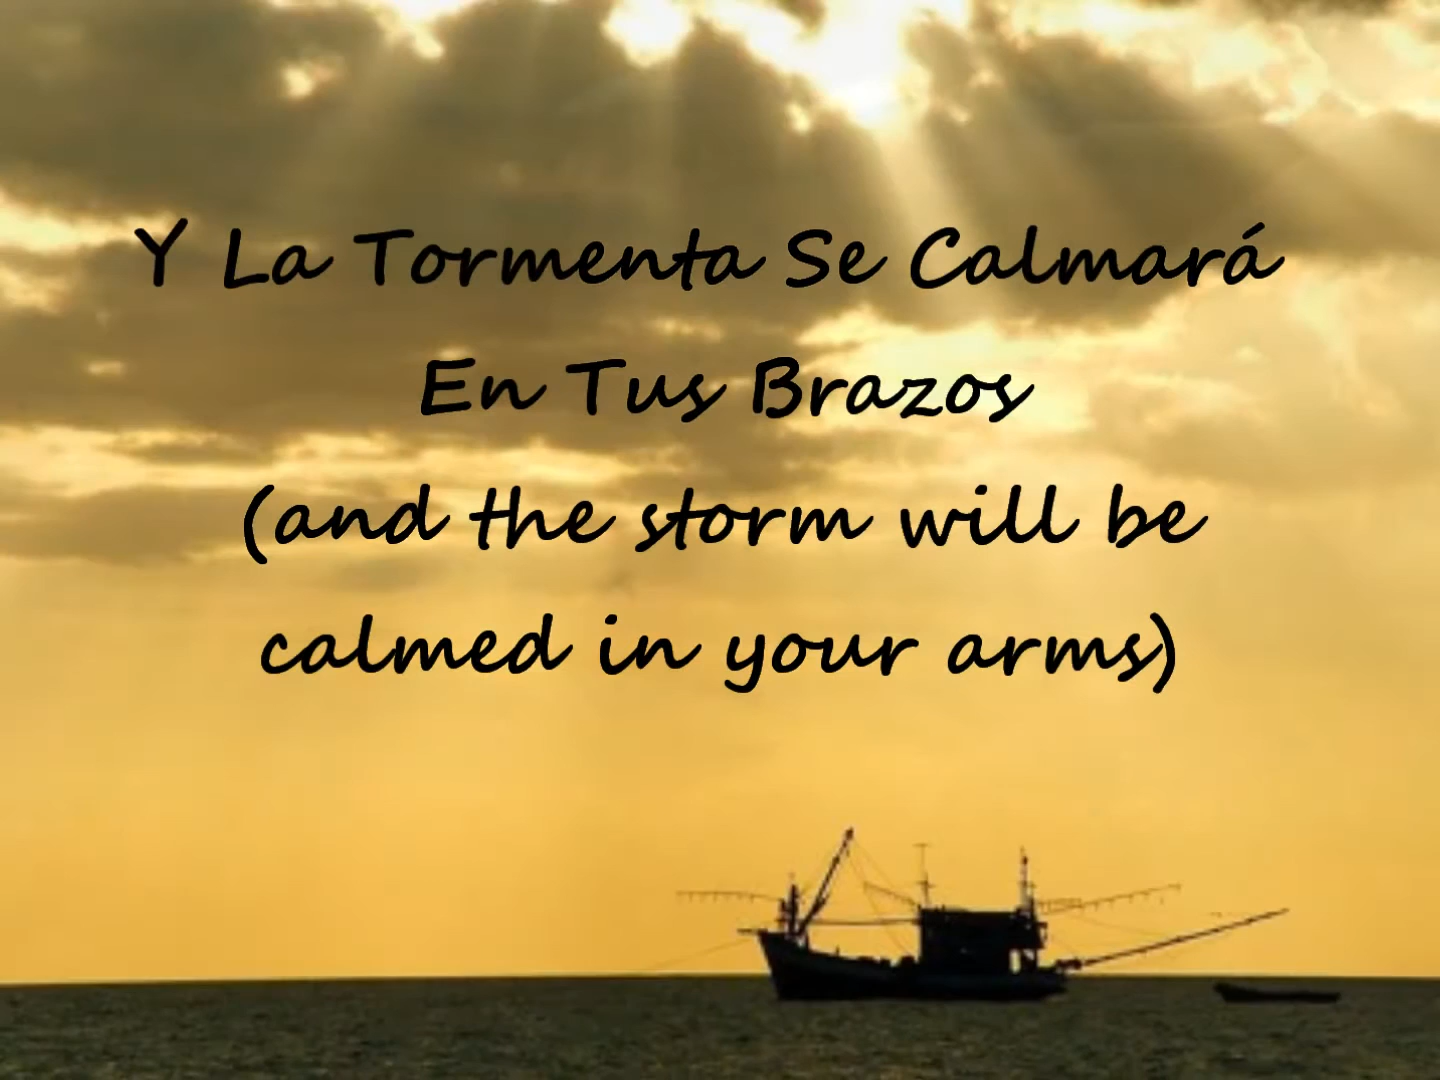 Y La Tormenta Se Calmará
En Tus Brazos
(and the storm will be
calmed in your arms)